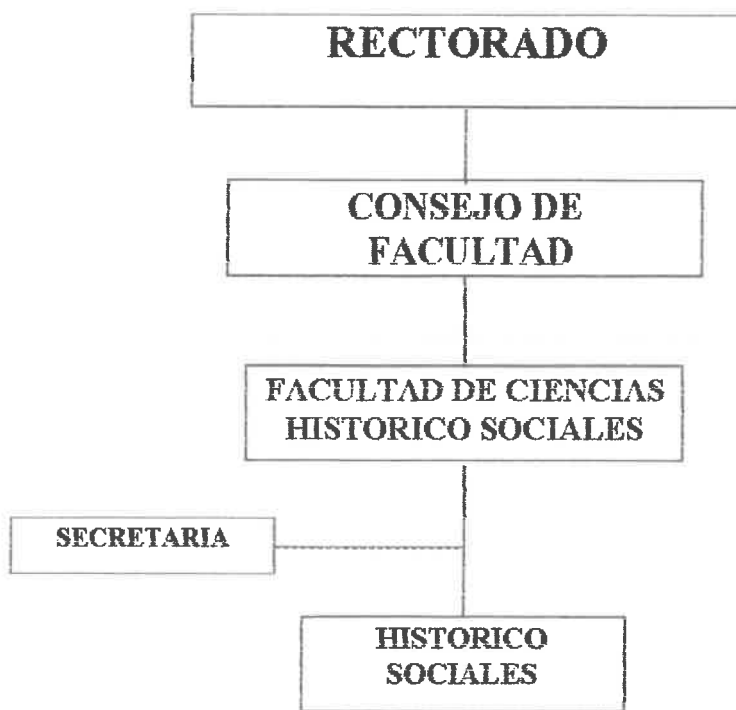 RECTORADO
CONSEJO DE
FACULTAD
FACULTAD DE CIENCIAS
HISTORICO SOCIALES
SECRETARIA
HISTORICO
SOCIALES